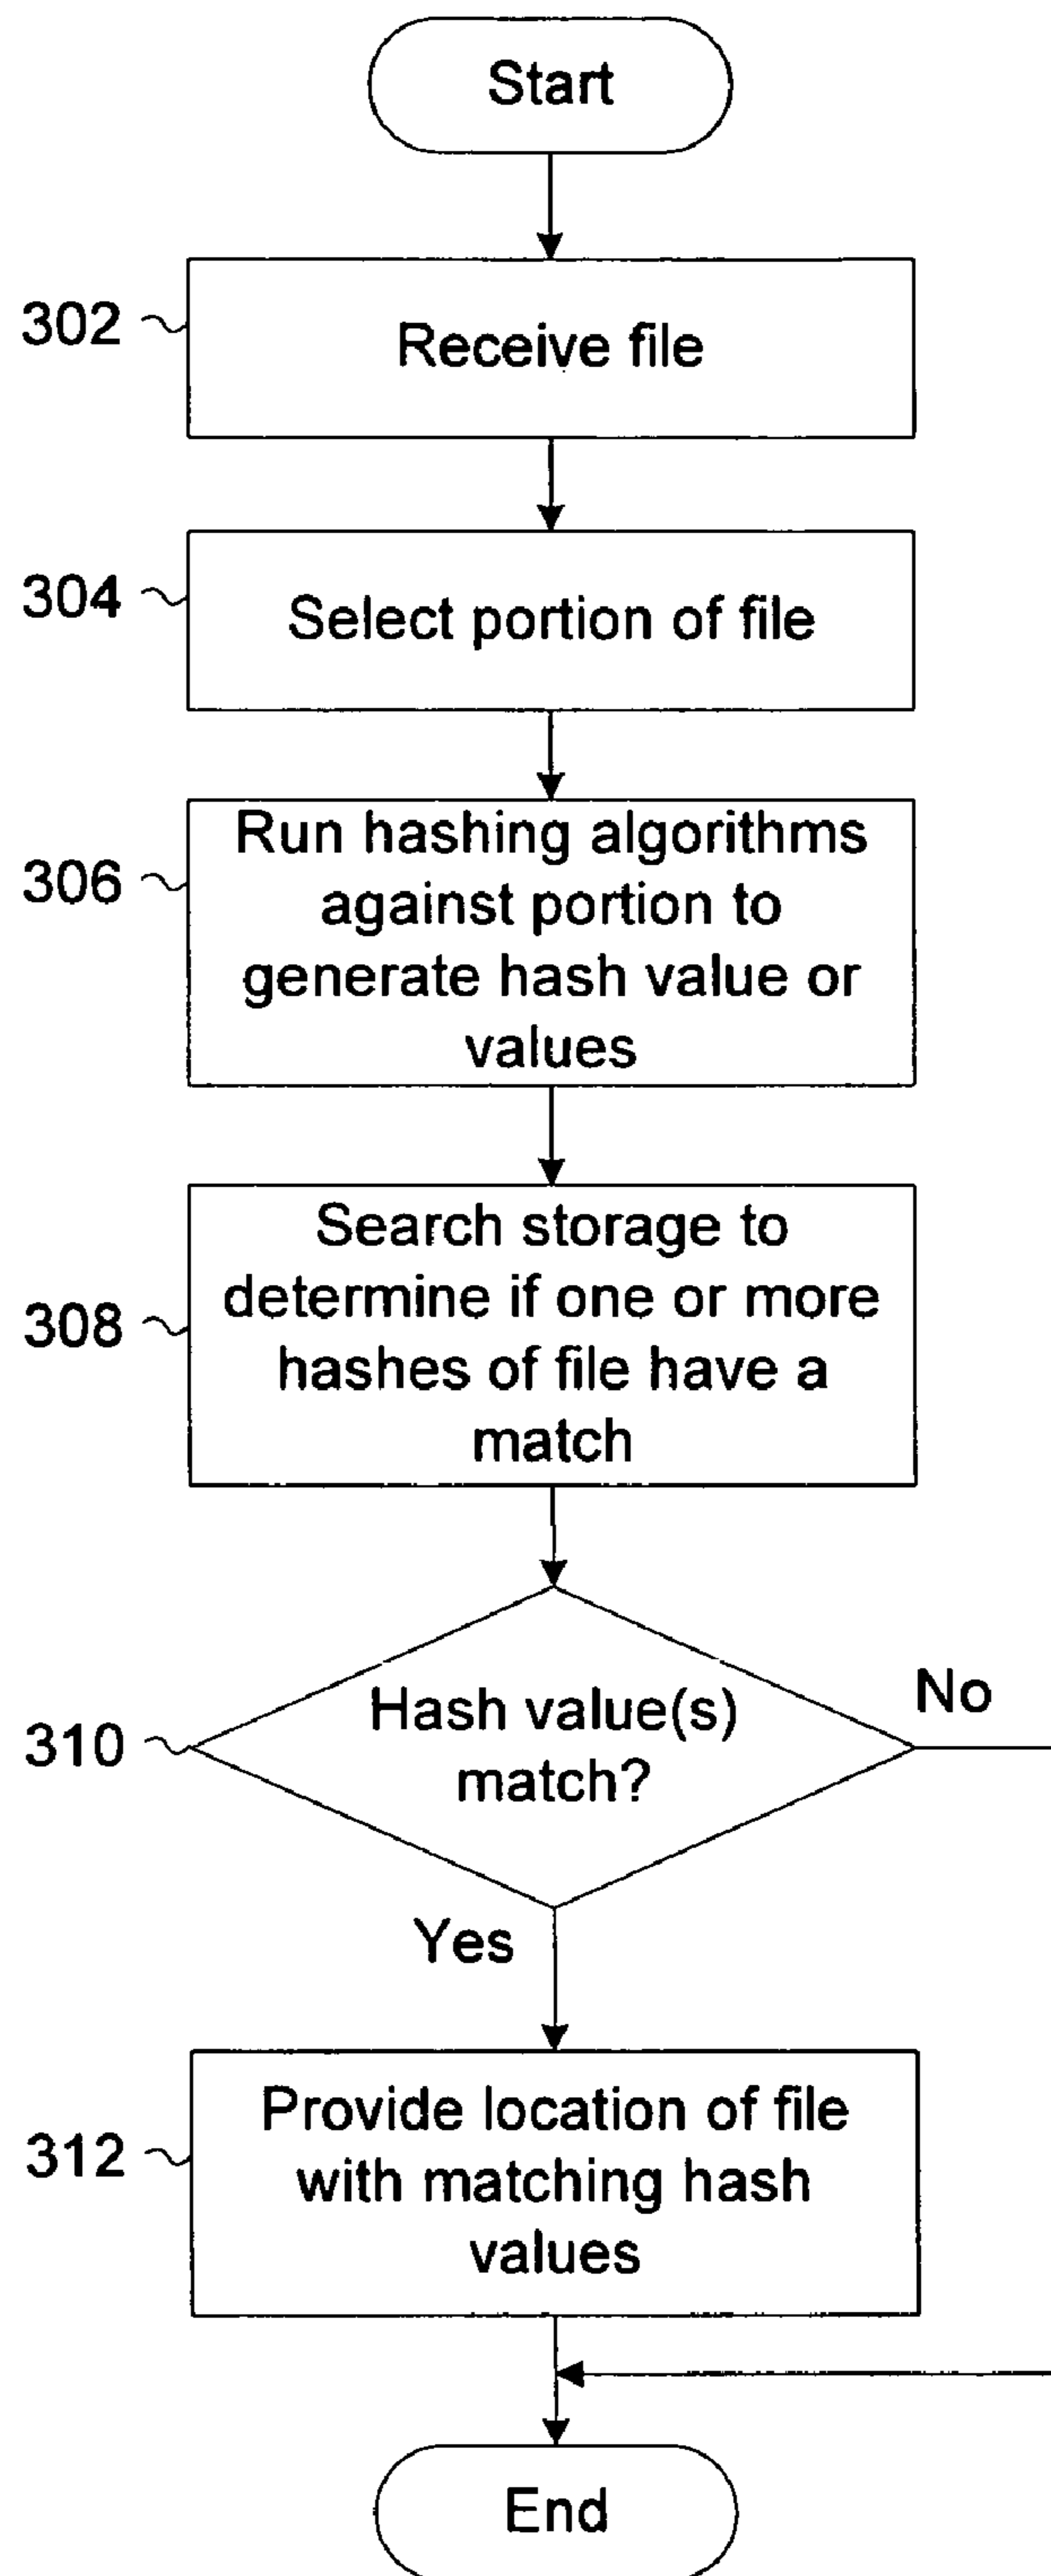 Start
302
Receive file
304
Select portion of file
306
Run hashing algorithms
against portion to
generate hash value or
values
308
Search storage to
determine if one or more
hashes of file have a
match
310
Hash value(s)
match?
No
Yes
312
Provide location of file
with matching hash
values
End